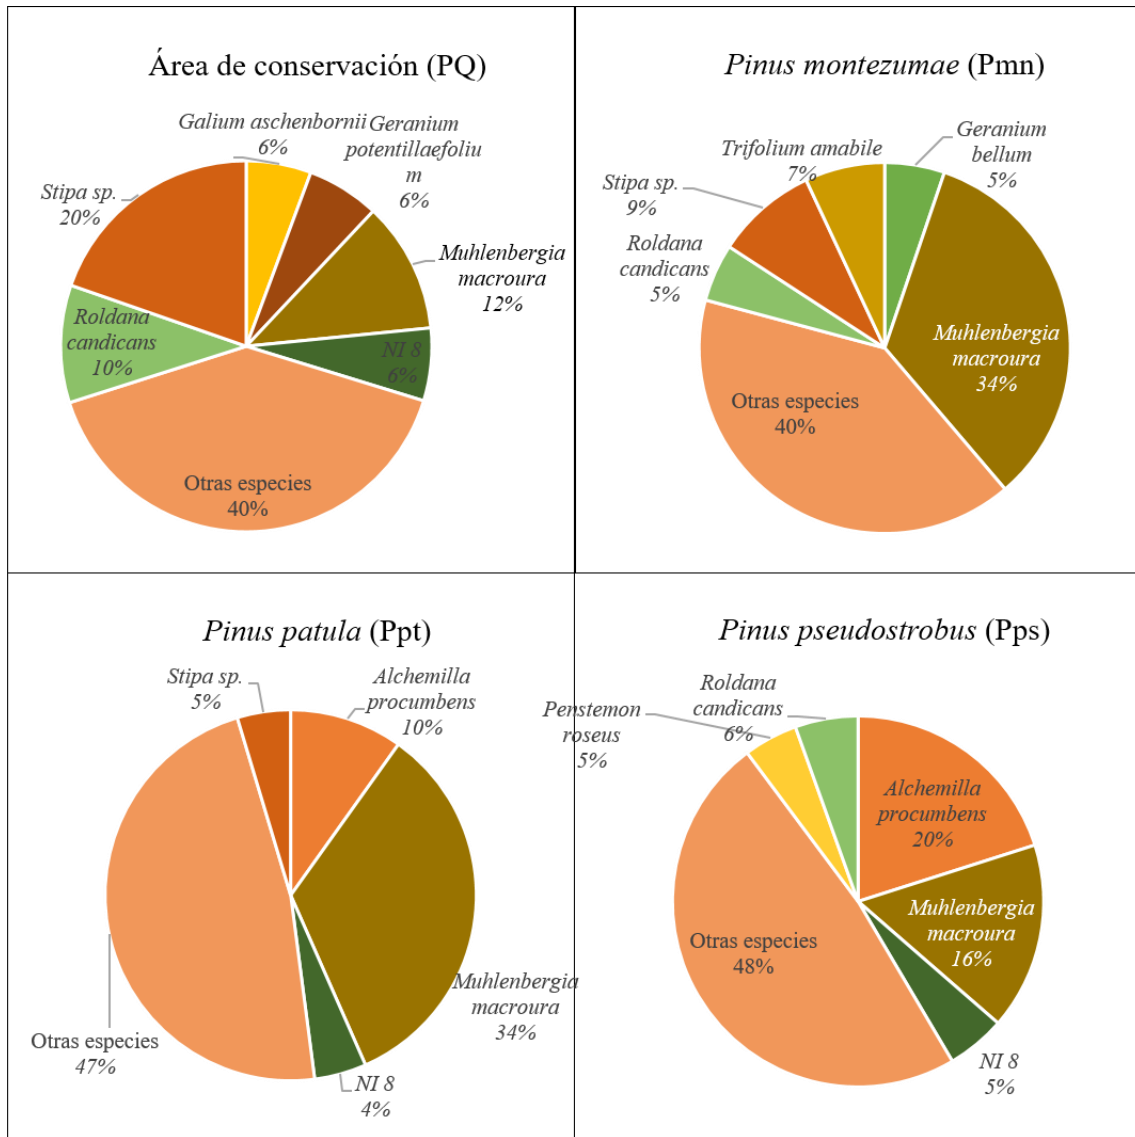 Área de conservación (PQ)
Galium aschenbornii
6%
Geranium
potentillaefoliu
m
6%
Stipa sp.
20%
Muhlenbergia
macroura
12%
Roldana
candicans
10%
NI 8
6%
Otras especies
40%
Pinus montezumae (Pmn)
Trifolium amabile
7%
Geranium
bellum
5%
Stipa sp.
9%
Roldana
candicans
5%
Muhlenbergia
macroura
34%
Otras especies
40%
Pinus patula (Ppt)
Stipa sp.
5%
Alchemilla
procumbens
10%
Muhlenbergia
macroura
34%
Otras especies
47%
NI 8
4%
Pinus pseudostrobus (Pps)
Roldana
candicans
6%
Penstemon
roseus
5%
Alchemilla
procumbens
20%
Muhlenbergia
macroura
16%
Otras especies
48%
NI 8
5%